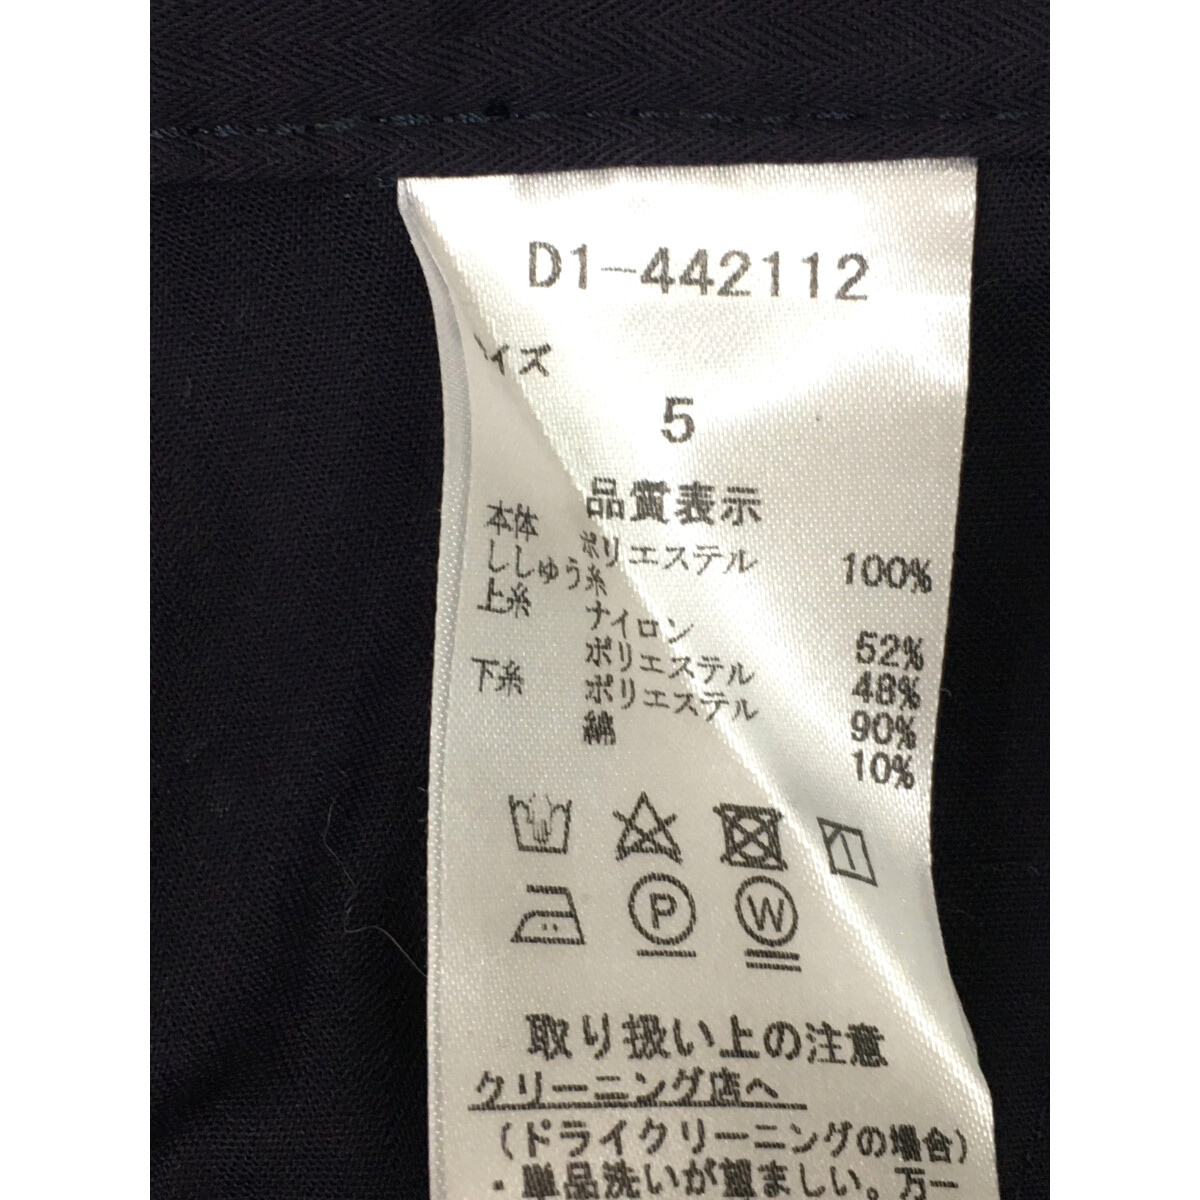 D1-442112
サイズ
5
品質表示
本体 ポリエステル 100%
ししゅう糸
上糸 ナイロン 52%
ポリエステル 48%
下糸 ポリエステル 90%
綿 10%
P W
取り扱い上の注意
クリーニング店へ
(ドライクリーニングの場合)
・単品洗いが望ましい。万一